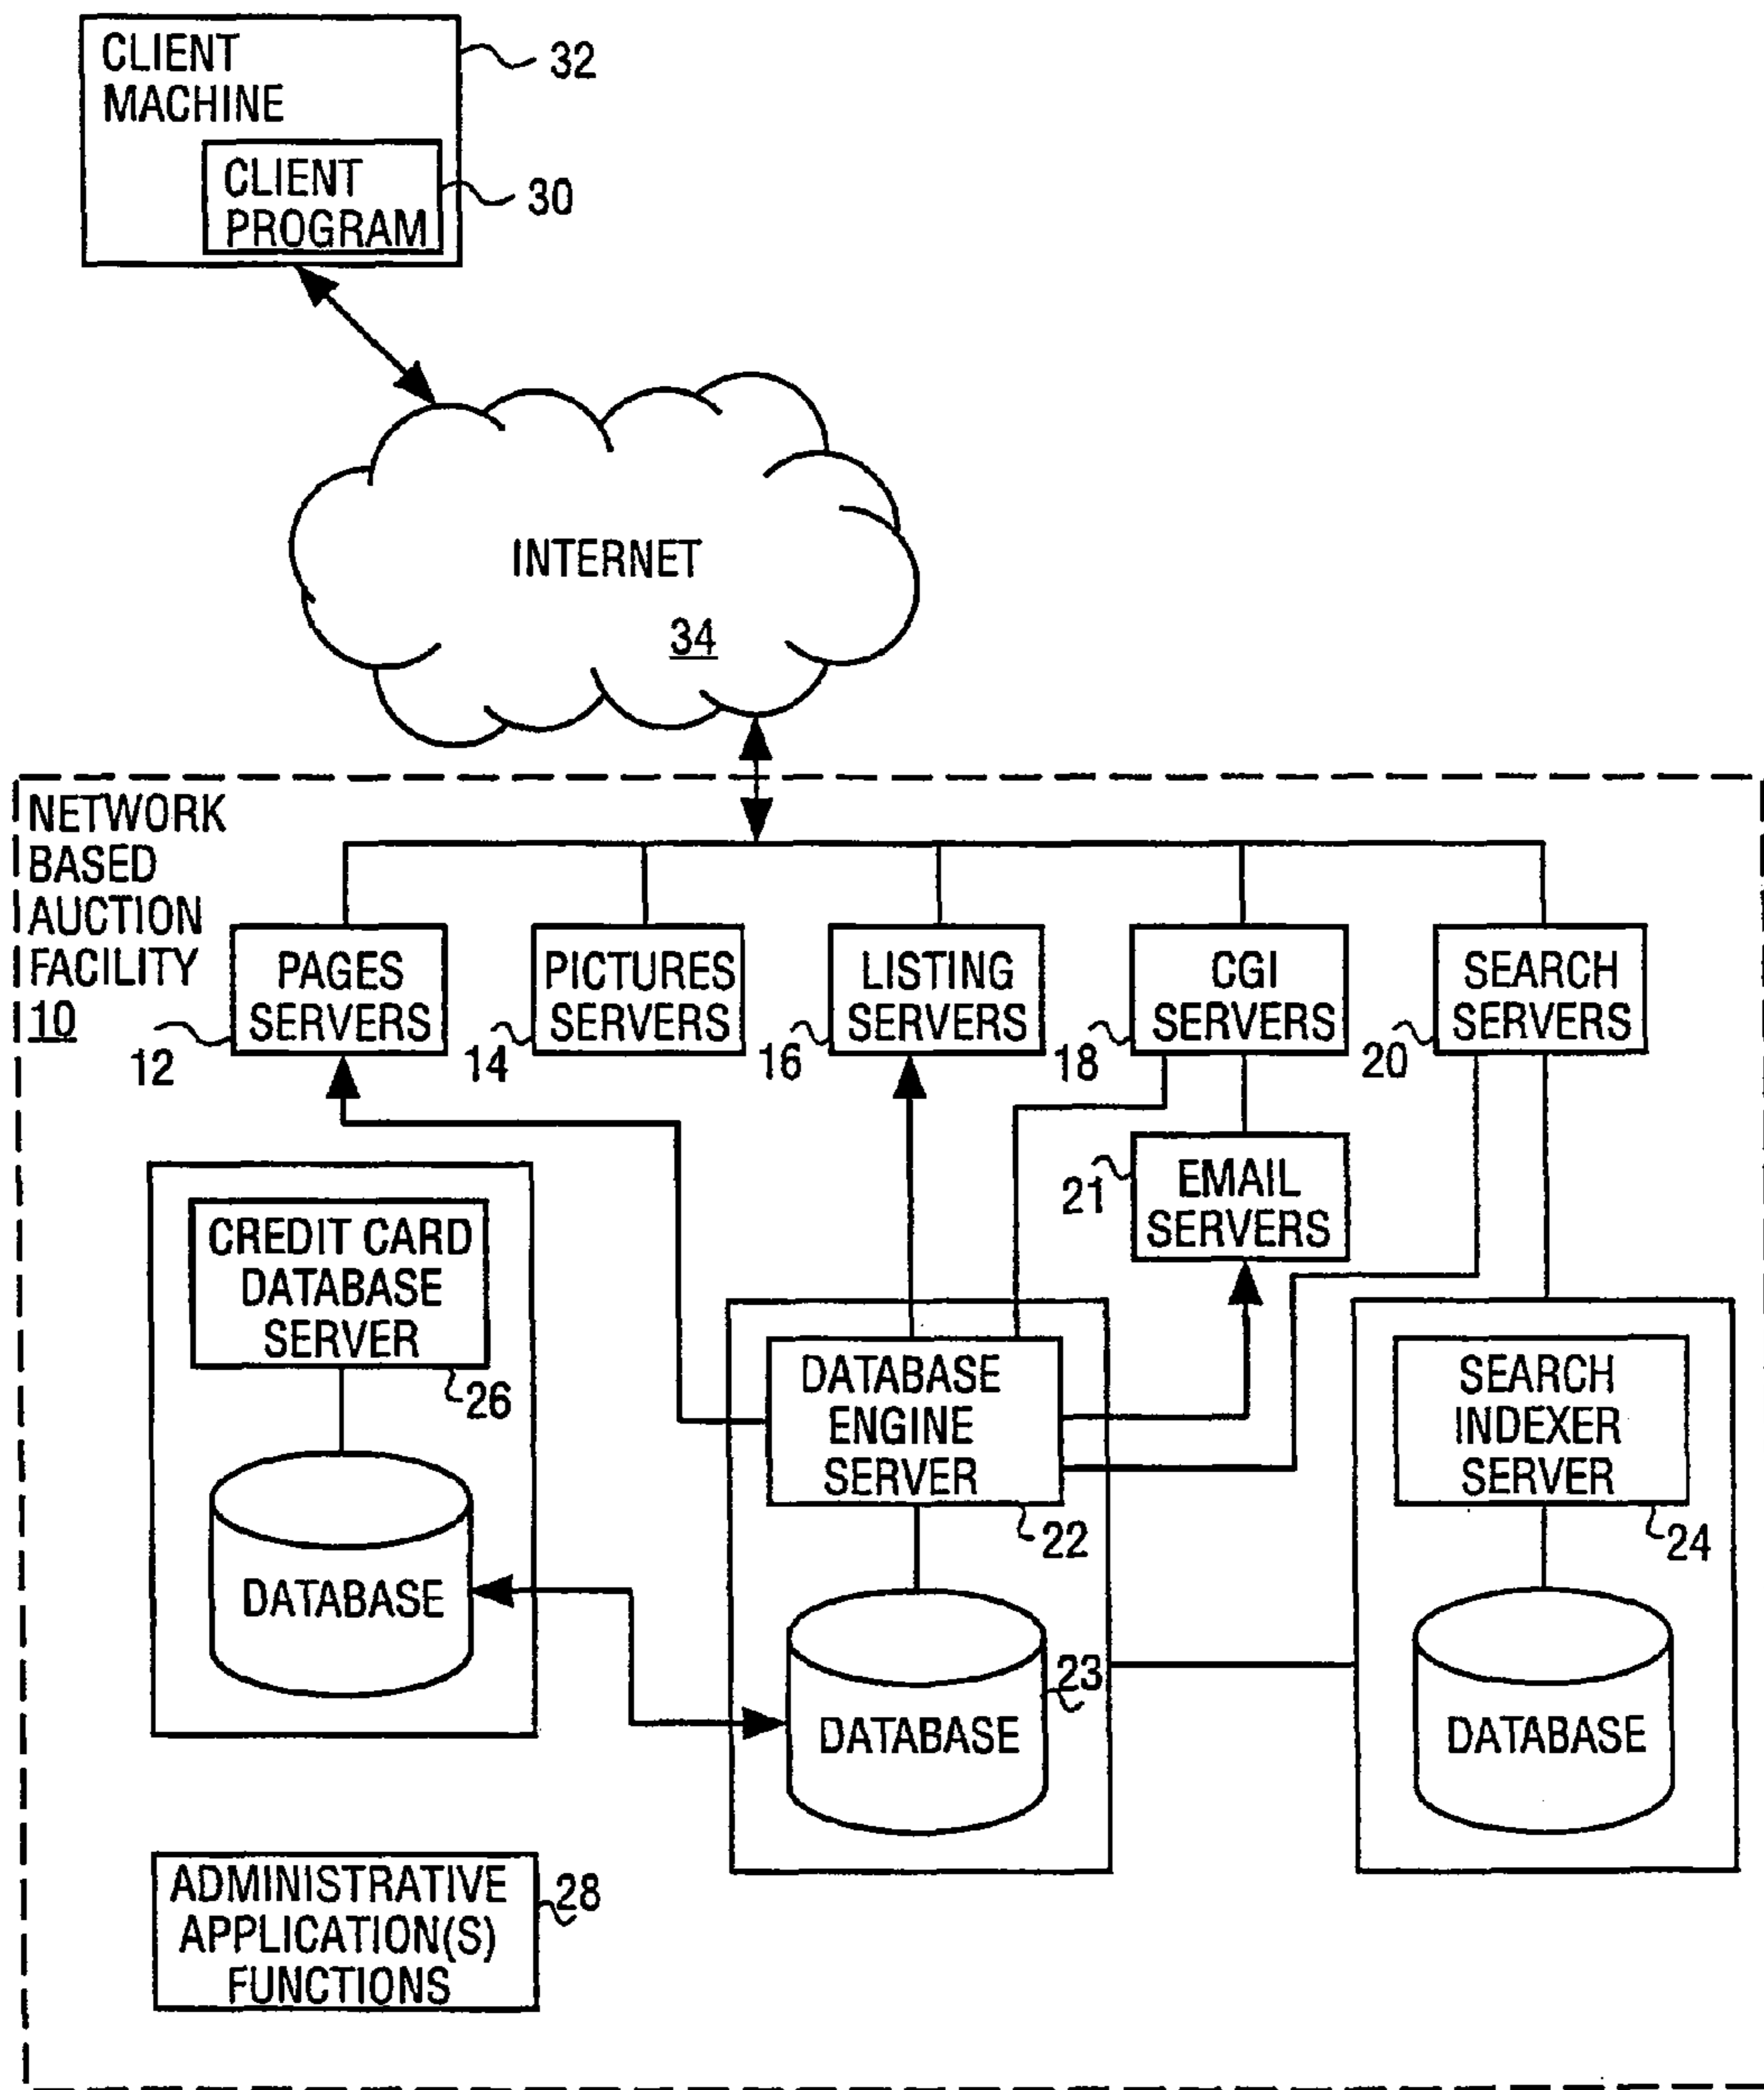 CLIENT
MACHINE
32
CLIENT
PROGRAM
30
INTERNET
34
NETWORK
BASED
AUCTION
FACILITY
10
PAGES
SERVERS
12
PICTURES
SERVERS
14
LISTING
SERVERS
16
CGI
SERVERS
18
SEARCH
SERVERS
20
EMAIL
SERVERS
21
CREDIT CARD
DATABASE
SERVER
26
DATABASE
DATABASE
ENGINE
SERVER
22
DATABASE
23
SEARCH
INDEXER
SERVER
24
DATABASE
ADMINISTRATIVE
APPLICATION(S)
FUNCTIONS
28